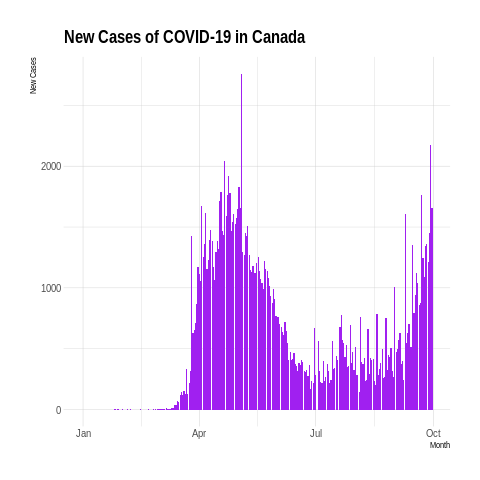 New Cases of COVID-19 in Canada
New Cases
2000
1000
0
Jan Apr Jul Oct
Month